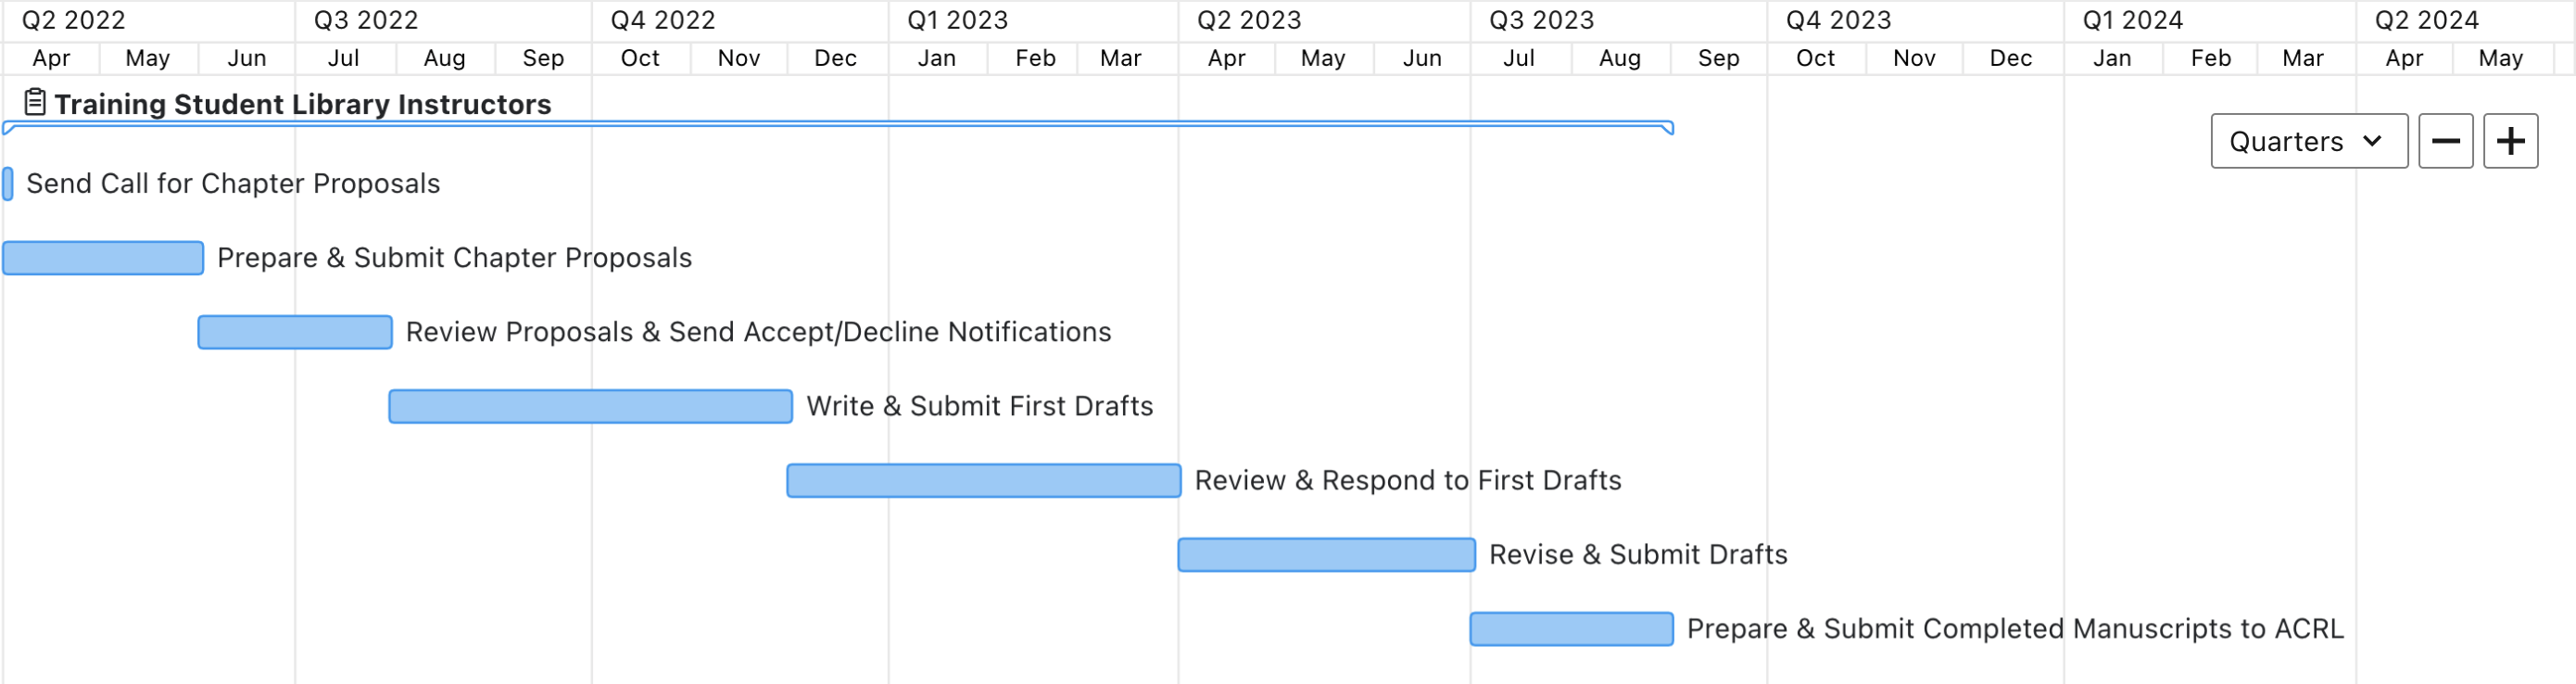 Q2 2022 Q3 2022 Q4 2022 Q1 2023 Q2 2023 Q3 2023 Q4 2023 Q1 2024 Q2 2024
Apr May Jun Jul Aug Sep Oct Nov Dec Jan Feb Mar Apr May Jun Jul Aug Sep Oct Nov Dec Jan Feb Mar Apr May
Training Student Library Instructors
Quarters
Send Call for Chapter Proposals
Prepare & Submit Chapter Proposals
Review Proposals & Send Accept/Decline Notifications
Write & Submit First Drafts
Review & Respond to First Drafts
Revise & Submit Drafts
Prepare & Submit Completed Manuscripts to ACRL